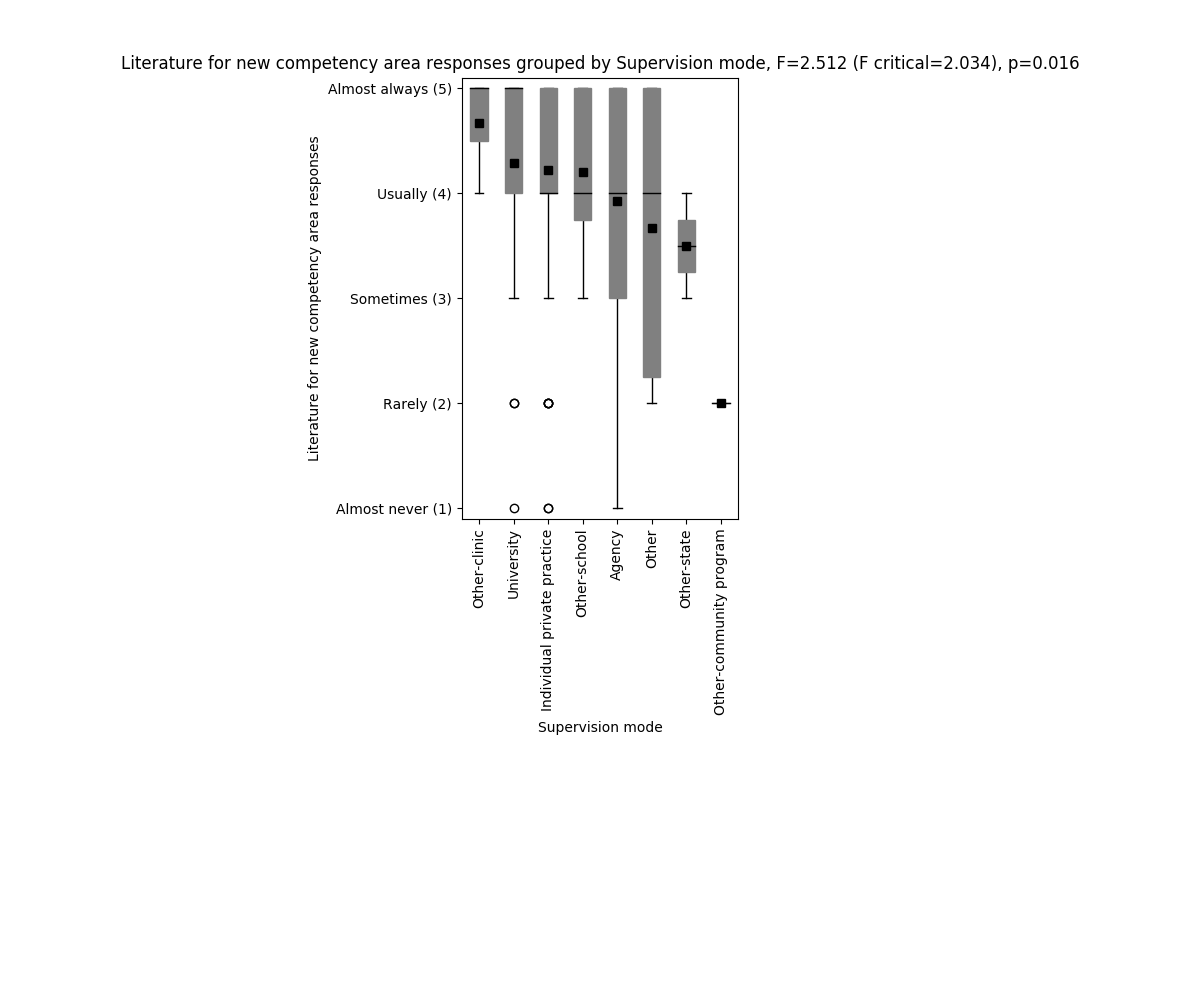 Literature for new competency area responses grouped by Supervision mode, F=2.512 (F critical=2.034), p=0.016
Literature for new competency area responses
Almost always (5)
Usually (4)
Sometimes (3)
Rarely (2)
Almost never (1)
Other-clinic
University
Individual private practice
Other-school
Agency
Other
Other-state
Other-community program
Supervision mode